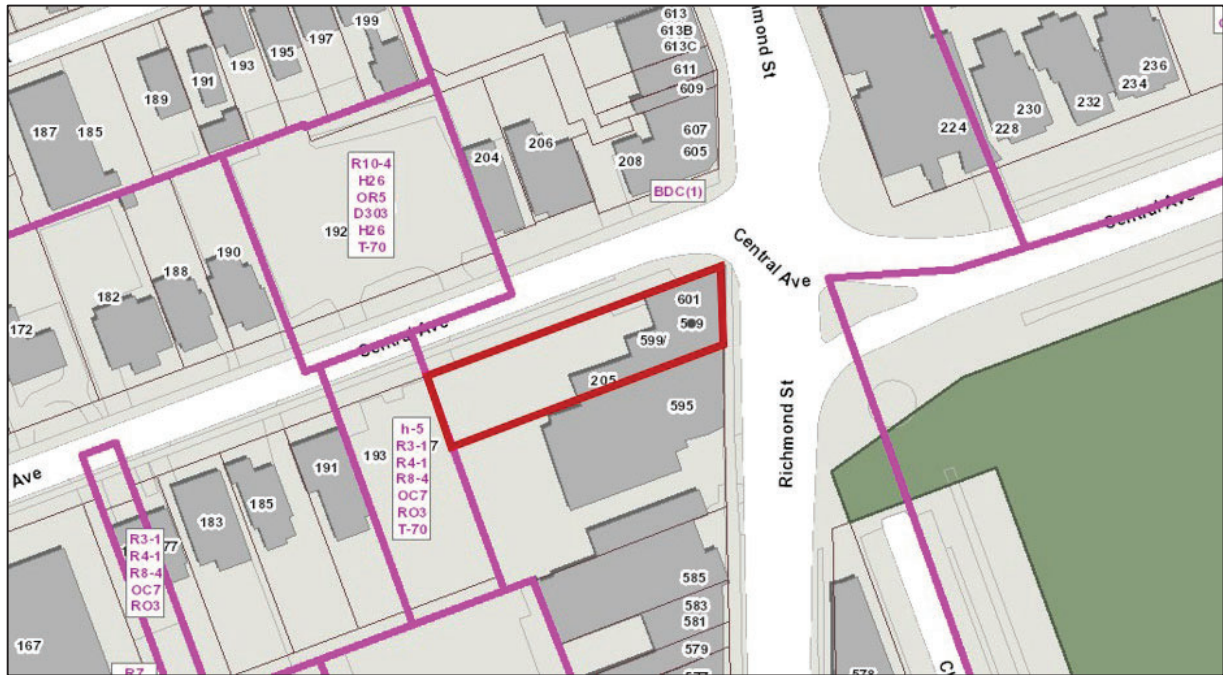 613
613B
613C
611
609
607
605
199
197
195
193
191
189
187
185
204
206
208
Richmond St
236
234
232
230
228
224
R10-4
H26
OR5
D303
H26
T-70
192
BDC(1)
Central Ave
Central Ave
190
188
182
172
601
599/
205
595
Central Ave
h-5
R3-1
R4-1
R8-4
OC7
RO3
T-70
193
191
185
183
77
Ave
R3-1
R4-1
R8-4
OC7
RO3
167
R7
Richmond St
585
583
581
579
577
578